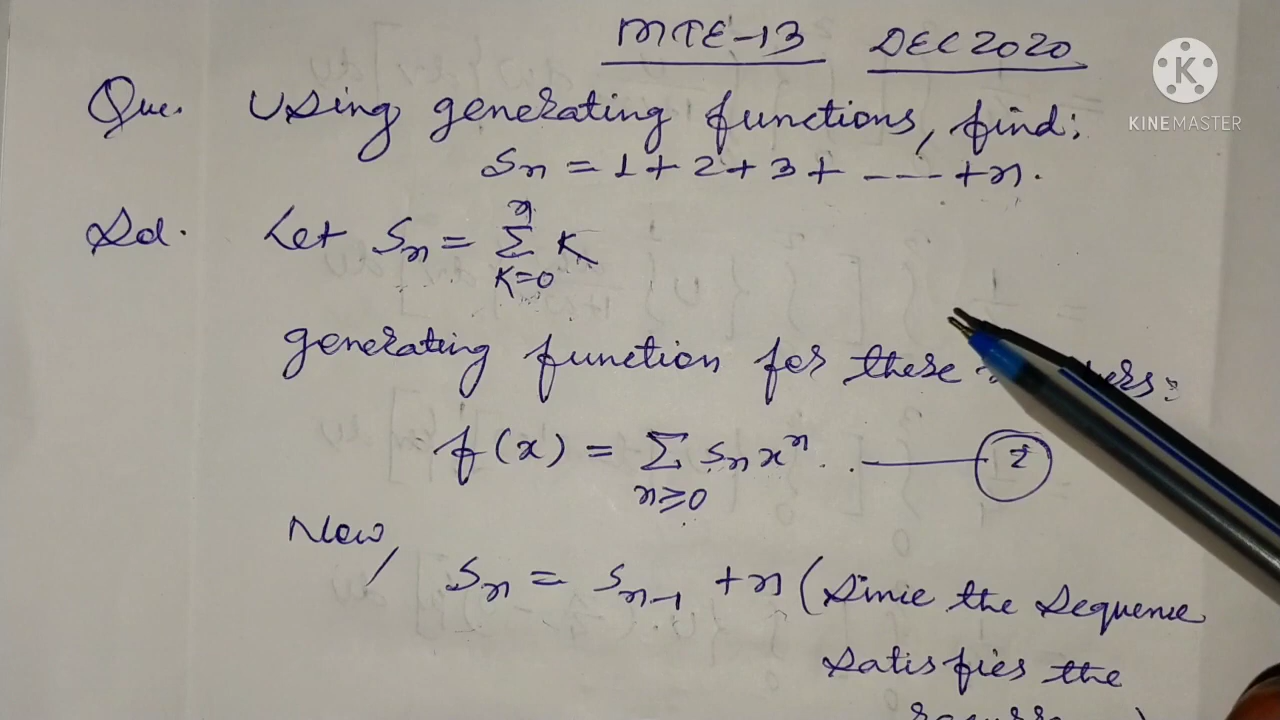 MTE-13 DEC 2020
KINEMASTER
Que. Using generating functions, find:
Sn = 1 + 2 + 3 + ---- + n.
Sol. Let Sn = n∑K=0 K
generating function for these
f(x) = ∑n≥0 Sn xⁿ. . —— 1
Now,
Sn = Sn-1 + n (Since the Sequence
satisfies the